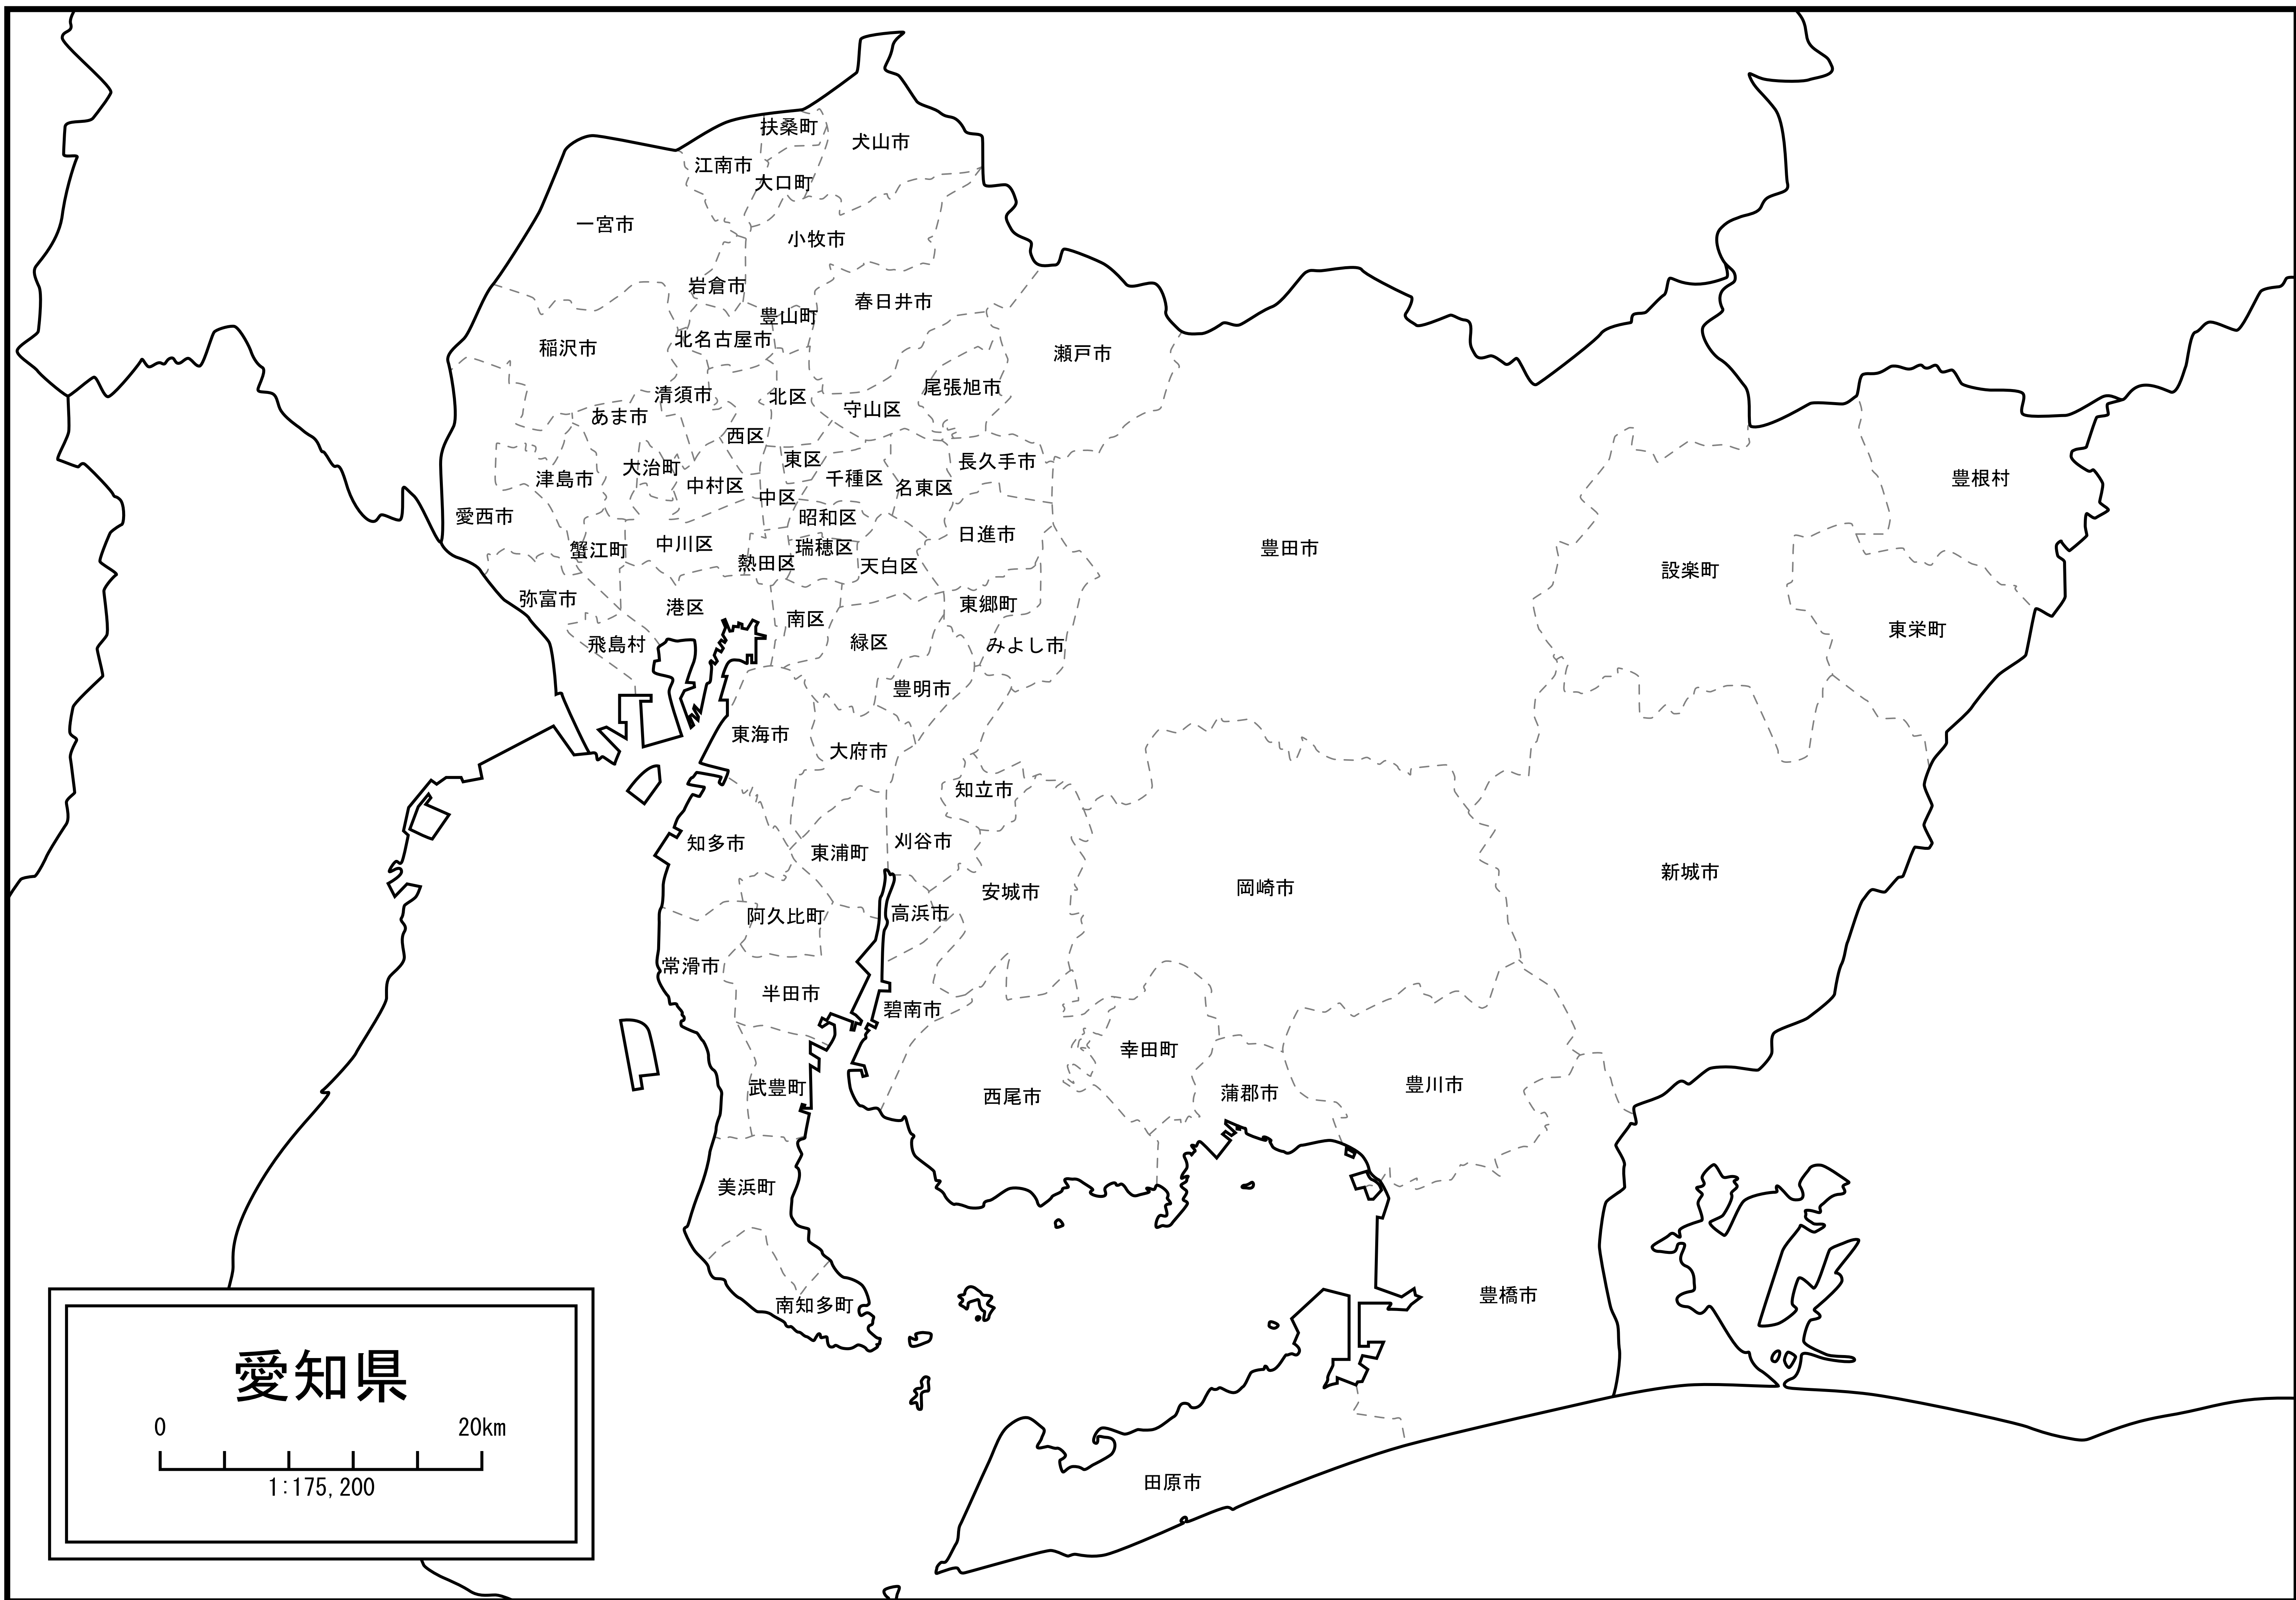 扶桑町
犬山市
江南市
大口町
一宮市
小牧市
岩倉市
春日井市
豊山町
北名古屋市
稲沢市
瀬戸市
尾張旭市
清須市
北区
守山区
あま市
西区
東区
長久手市
大治町
津島市
千種区
豊根村
中村区
名東区
中区
愛西市
昭和区
日進市
中川区
瑞穂区
豊田市
蟹江町
熱田区
天白区
設楽町
弥富市
港区
東郷町
南区
東栄町
飛島村
緑区
みよし市
豊明市
東海市
大府市
知立市
知多市
刈谷市
東浦町
新城市
岡崎市
安城市
阿久比町
高浜市
常滑市
半田市
碧南市
幸田町
豊川市
武豊町
西尾市
蒲郡市
美浜町
豊橋市
南知多町
田原市
愛知県
0 20km
1:175,200